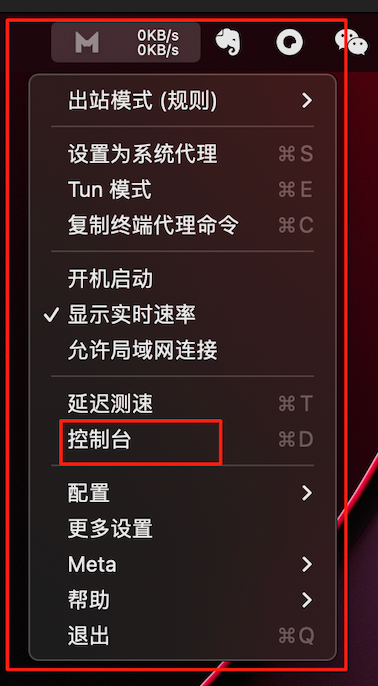 M
0KB/s
0KB/s
出站模式 (规则)
设置为系统代理 ⌘S
Tun 模式 ⌘E
复制终端代理命令 ⌘C
开机启动
显示实时速率
允许局域网连接
延迟测速 ⌘T
控制台 ⌘D
配置
更多设置
Meta
帮助
退出 ⌘Q